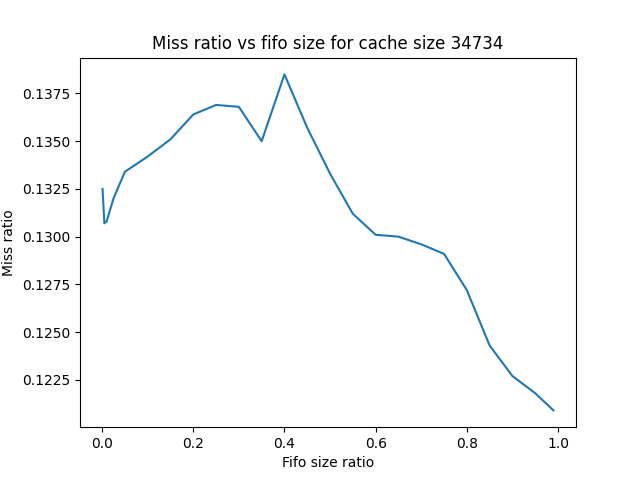 Miss ratio vs fifo size for cache size 34734
Miss ratio
0.1375
0.1350
0.1325
0.1300
0.1275
0.1250
0.1225
0.0 0.2 0.4 0.6 0.8 1.0
Fifo size ratio